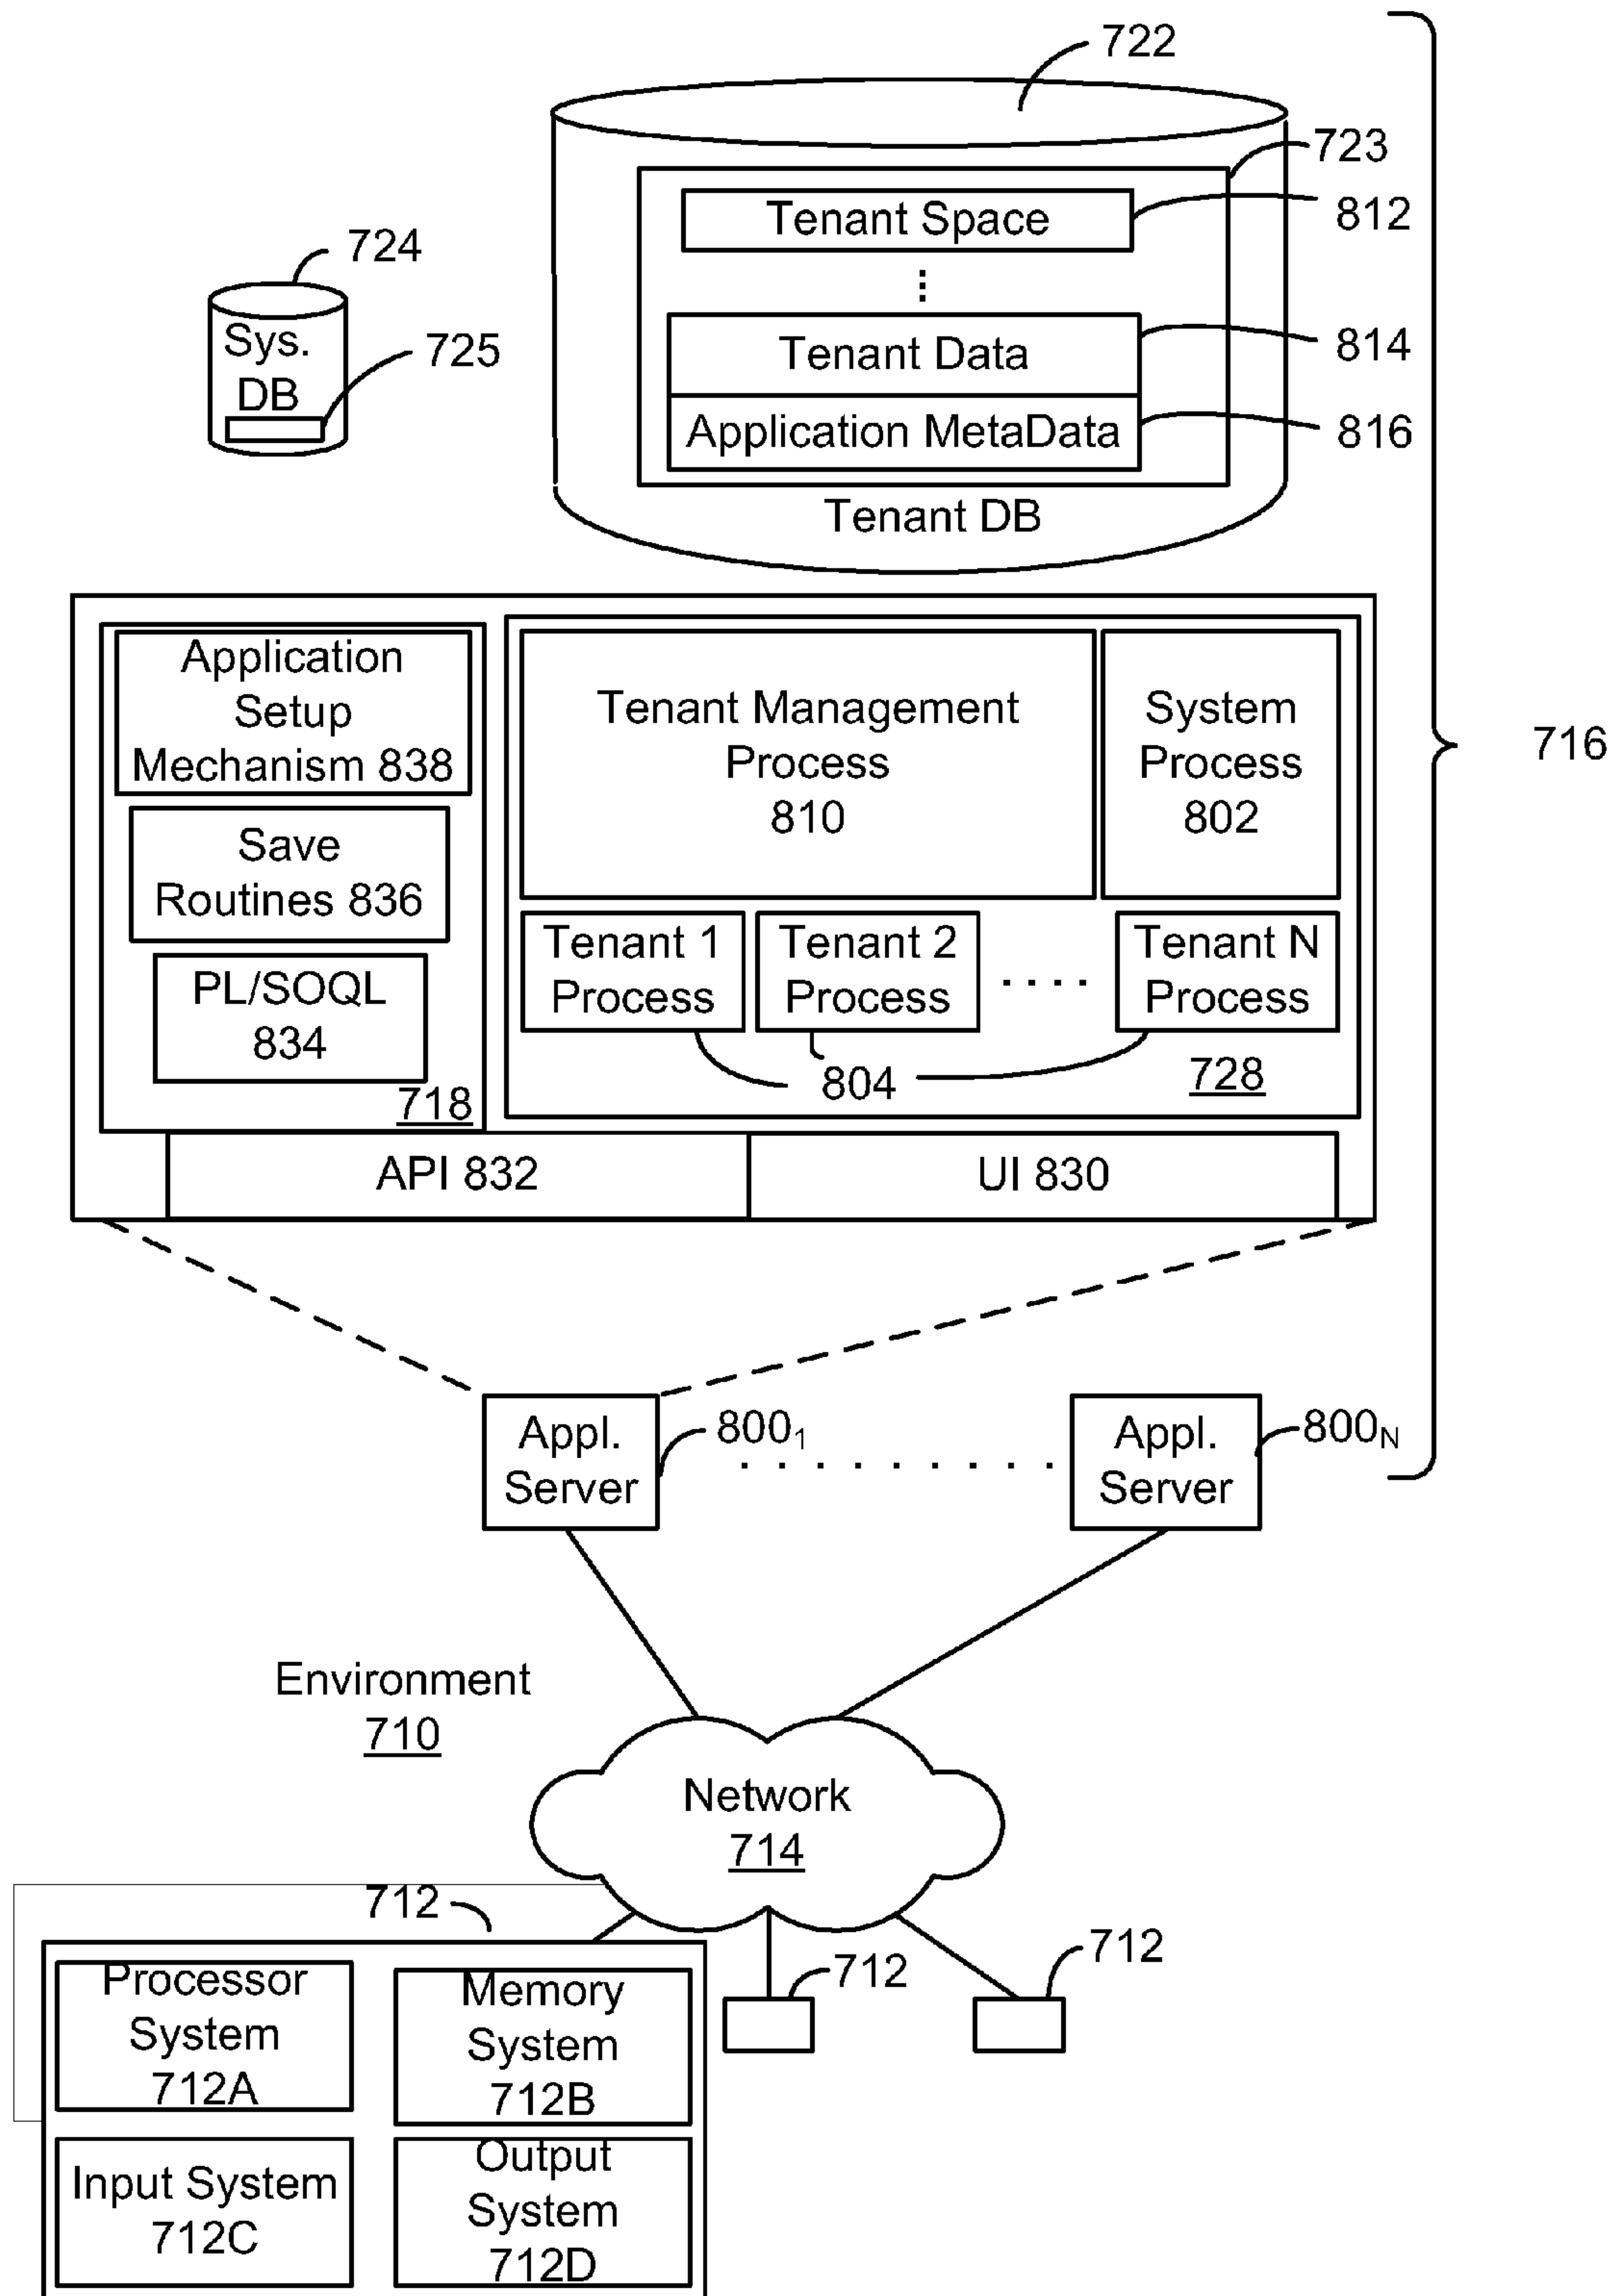 722
723
Tenant Space
812
724
Tenant Data
814
Sys.
DB
725
Application MetaData
816
Tenant DB
716
Application
Setup
Mechanism 838
Tenant Management
Process
810
System
Process
802
Save
Routines 836
Tenant 1
Process
Tenant 2
Process
. . . .
Tenant N
Process
PL/SOQL
834
718
804
728
API 832
UI 830
Appl.
Server
800₁
. . . . . . . . .
Appl.
Server
800N
Environment
710
Network
714
712
712
712
Processor
System
712A
Memory
System
712B
Input System
712C
Output
System
712D